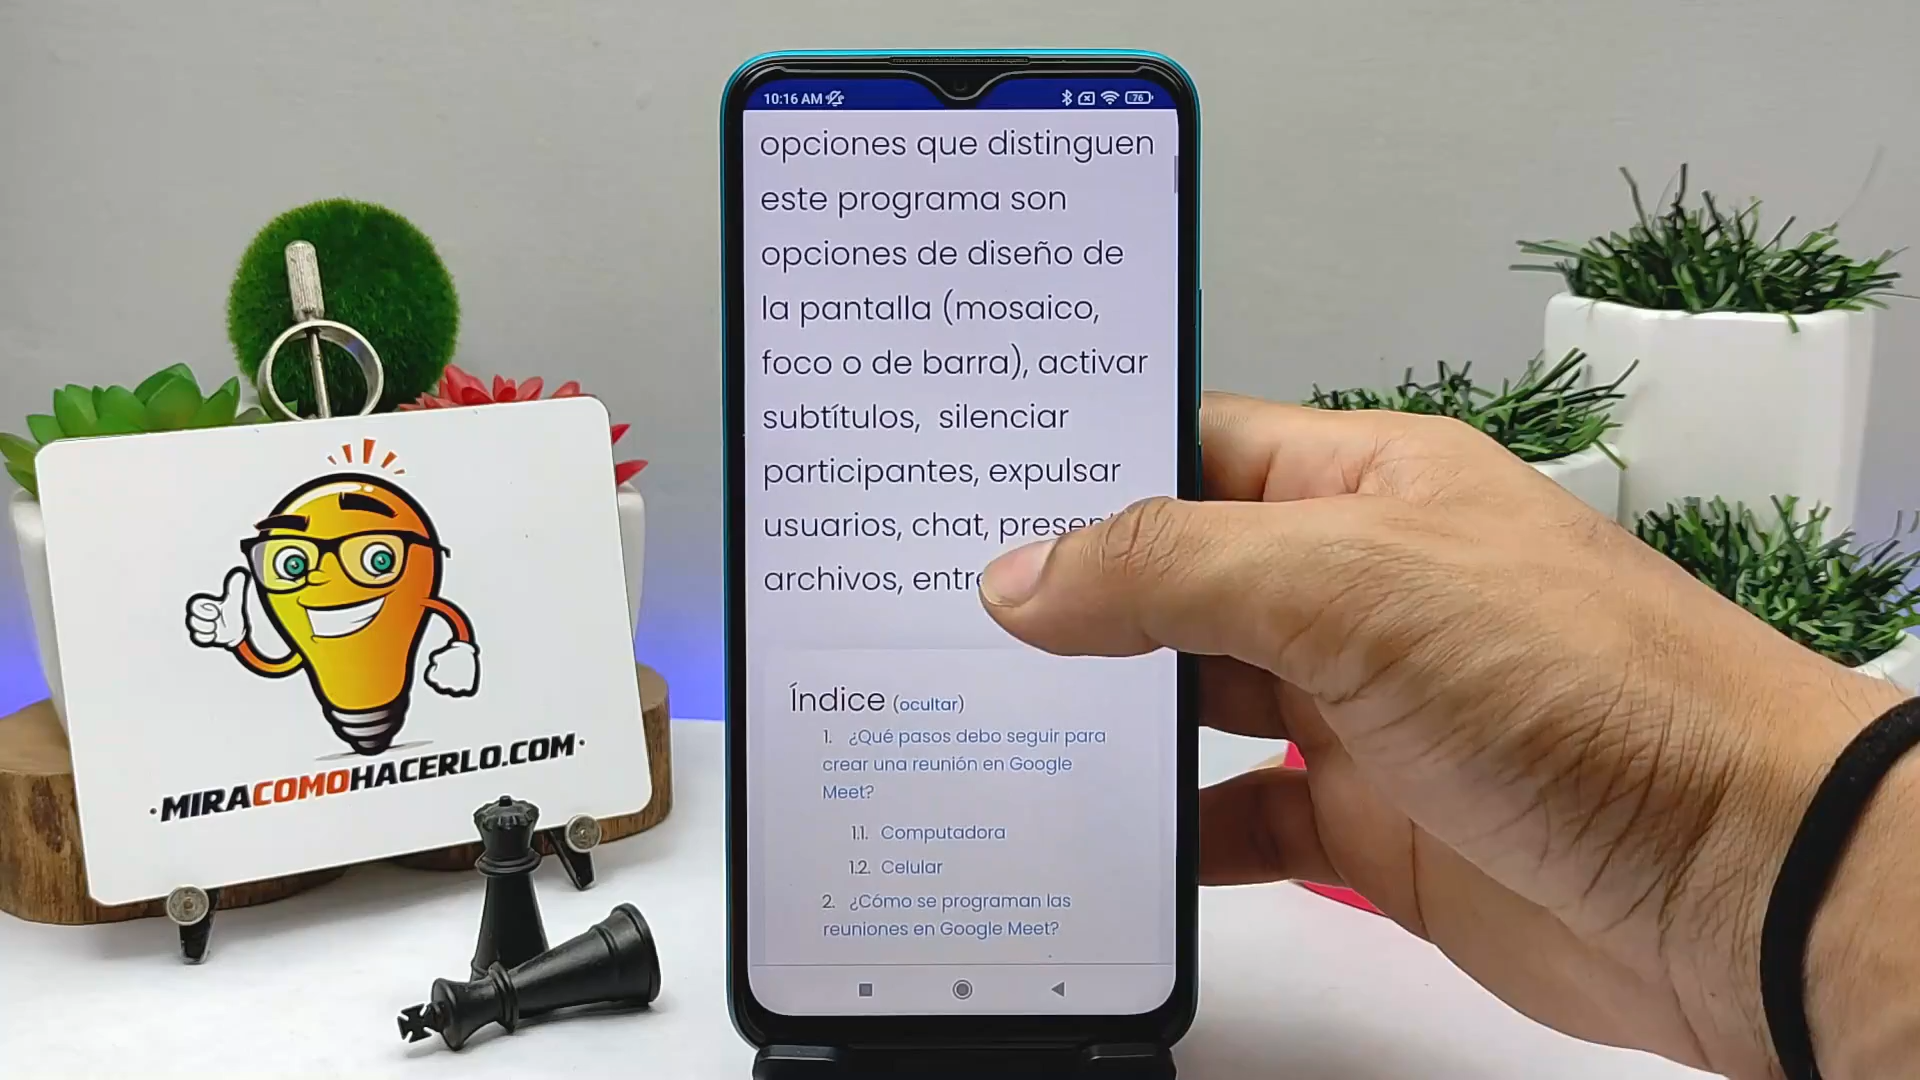 10:16 AM
76
opciones que distinguen
este programa son
opciones de diseño de
la pantalla (mosaico,
foco o de barra), activar
subtítulos, silenciar
participantes, expulsar
usuarios, chat,
archivos,
Índice (ocultar)
1. ¿Qué pasos debo seguir para
crear una reunión en Google
Meet?
1.1. Computadora
1.2. Celular
2. ¿Cómo se programan las
reuniones en Google Meet?
·MIRACOMOHACERLO.COM·